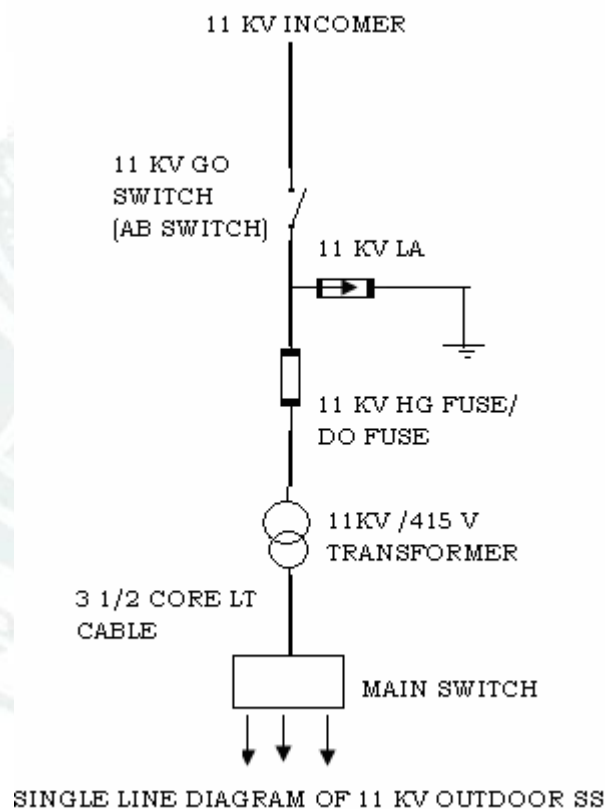 11 KV INCOMER
11 KV GO
SWITCH
(AB SWITCH)
11 KV LA
11 KV HG FUSE/
DO FUSE
11KV /415 V
TRANSFORMER
3 1/2 CORE LT
CABLE
MAIN SWITCH
SINGLE LINE DIAGRAM OF 11 KV OUTDOOR SS